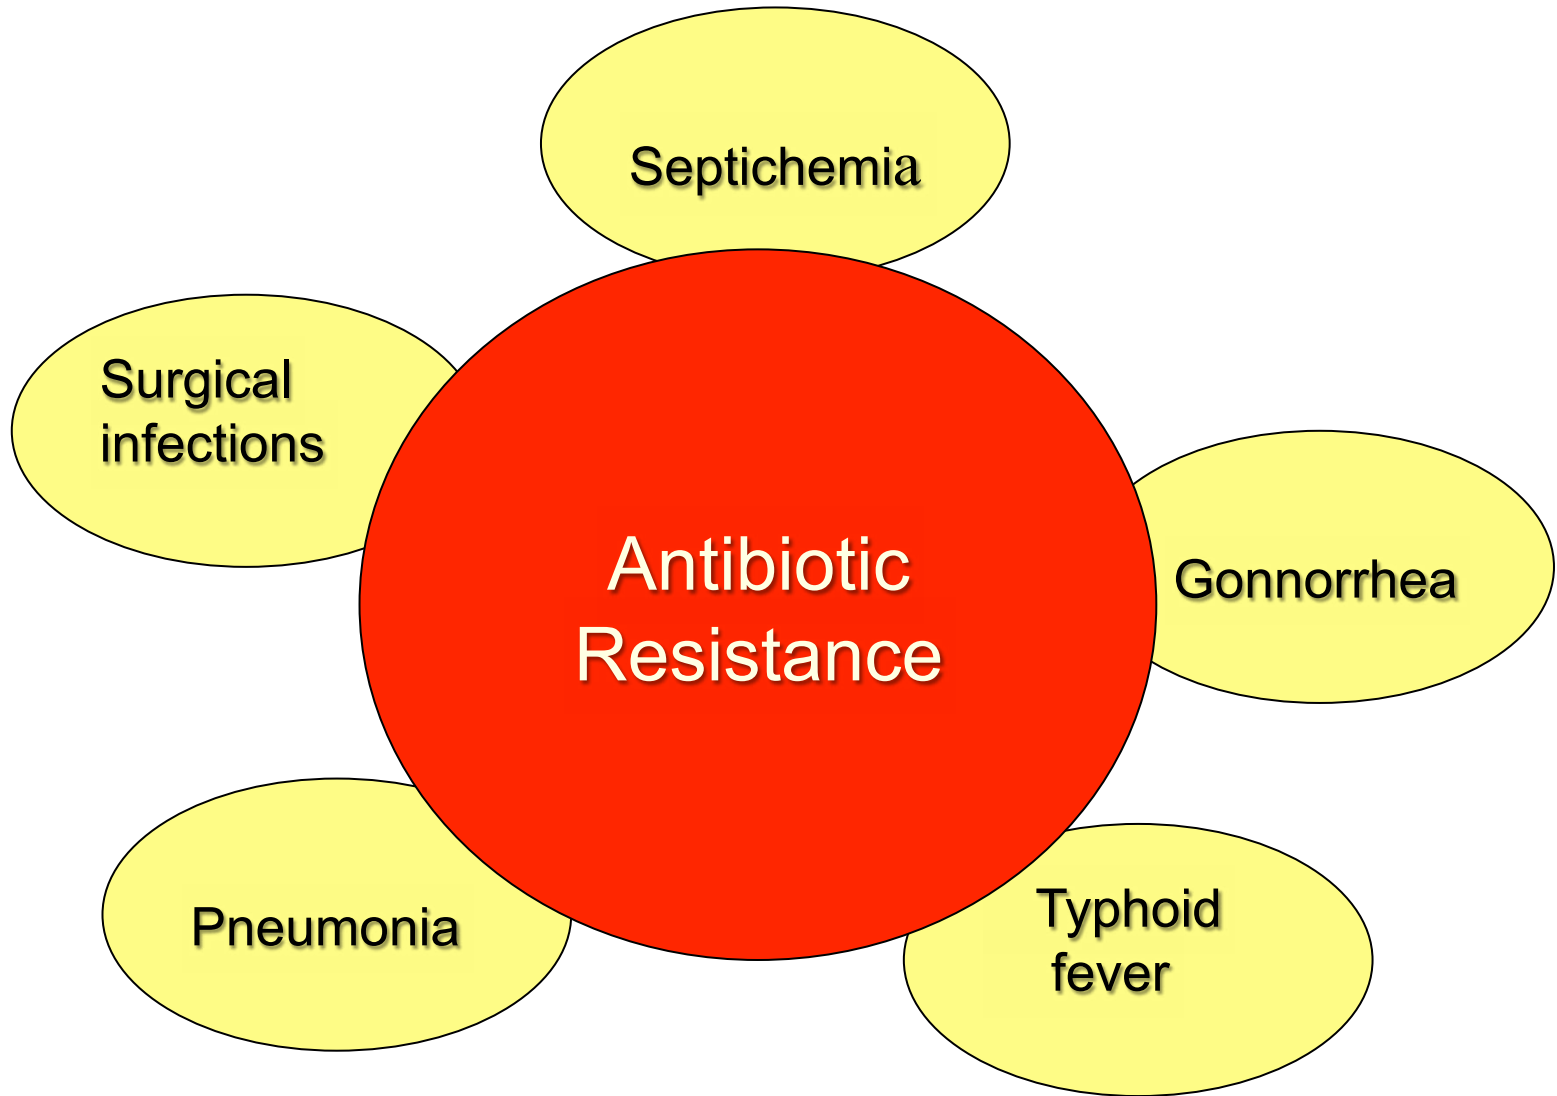 Septichemia
Surgical
infections
Antibiotic
Resistance
Gonnorrhea
Pneumonia
Typhoid
fever